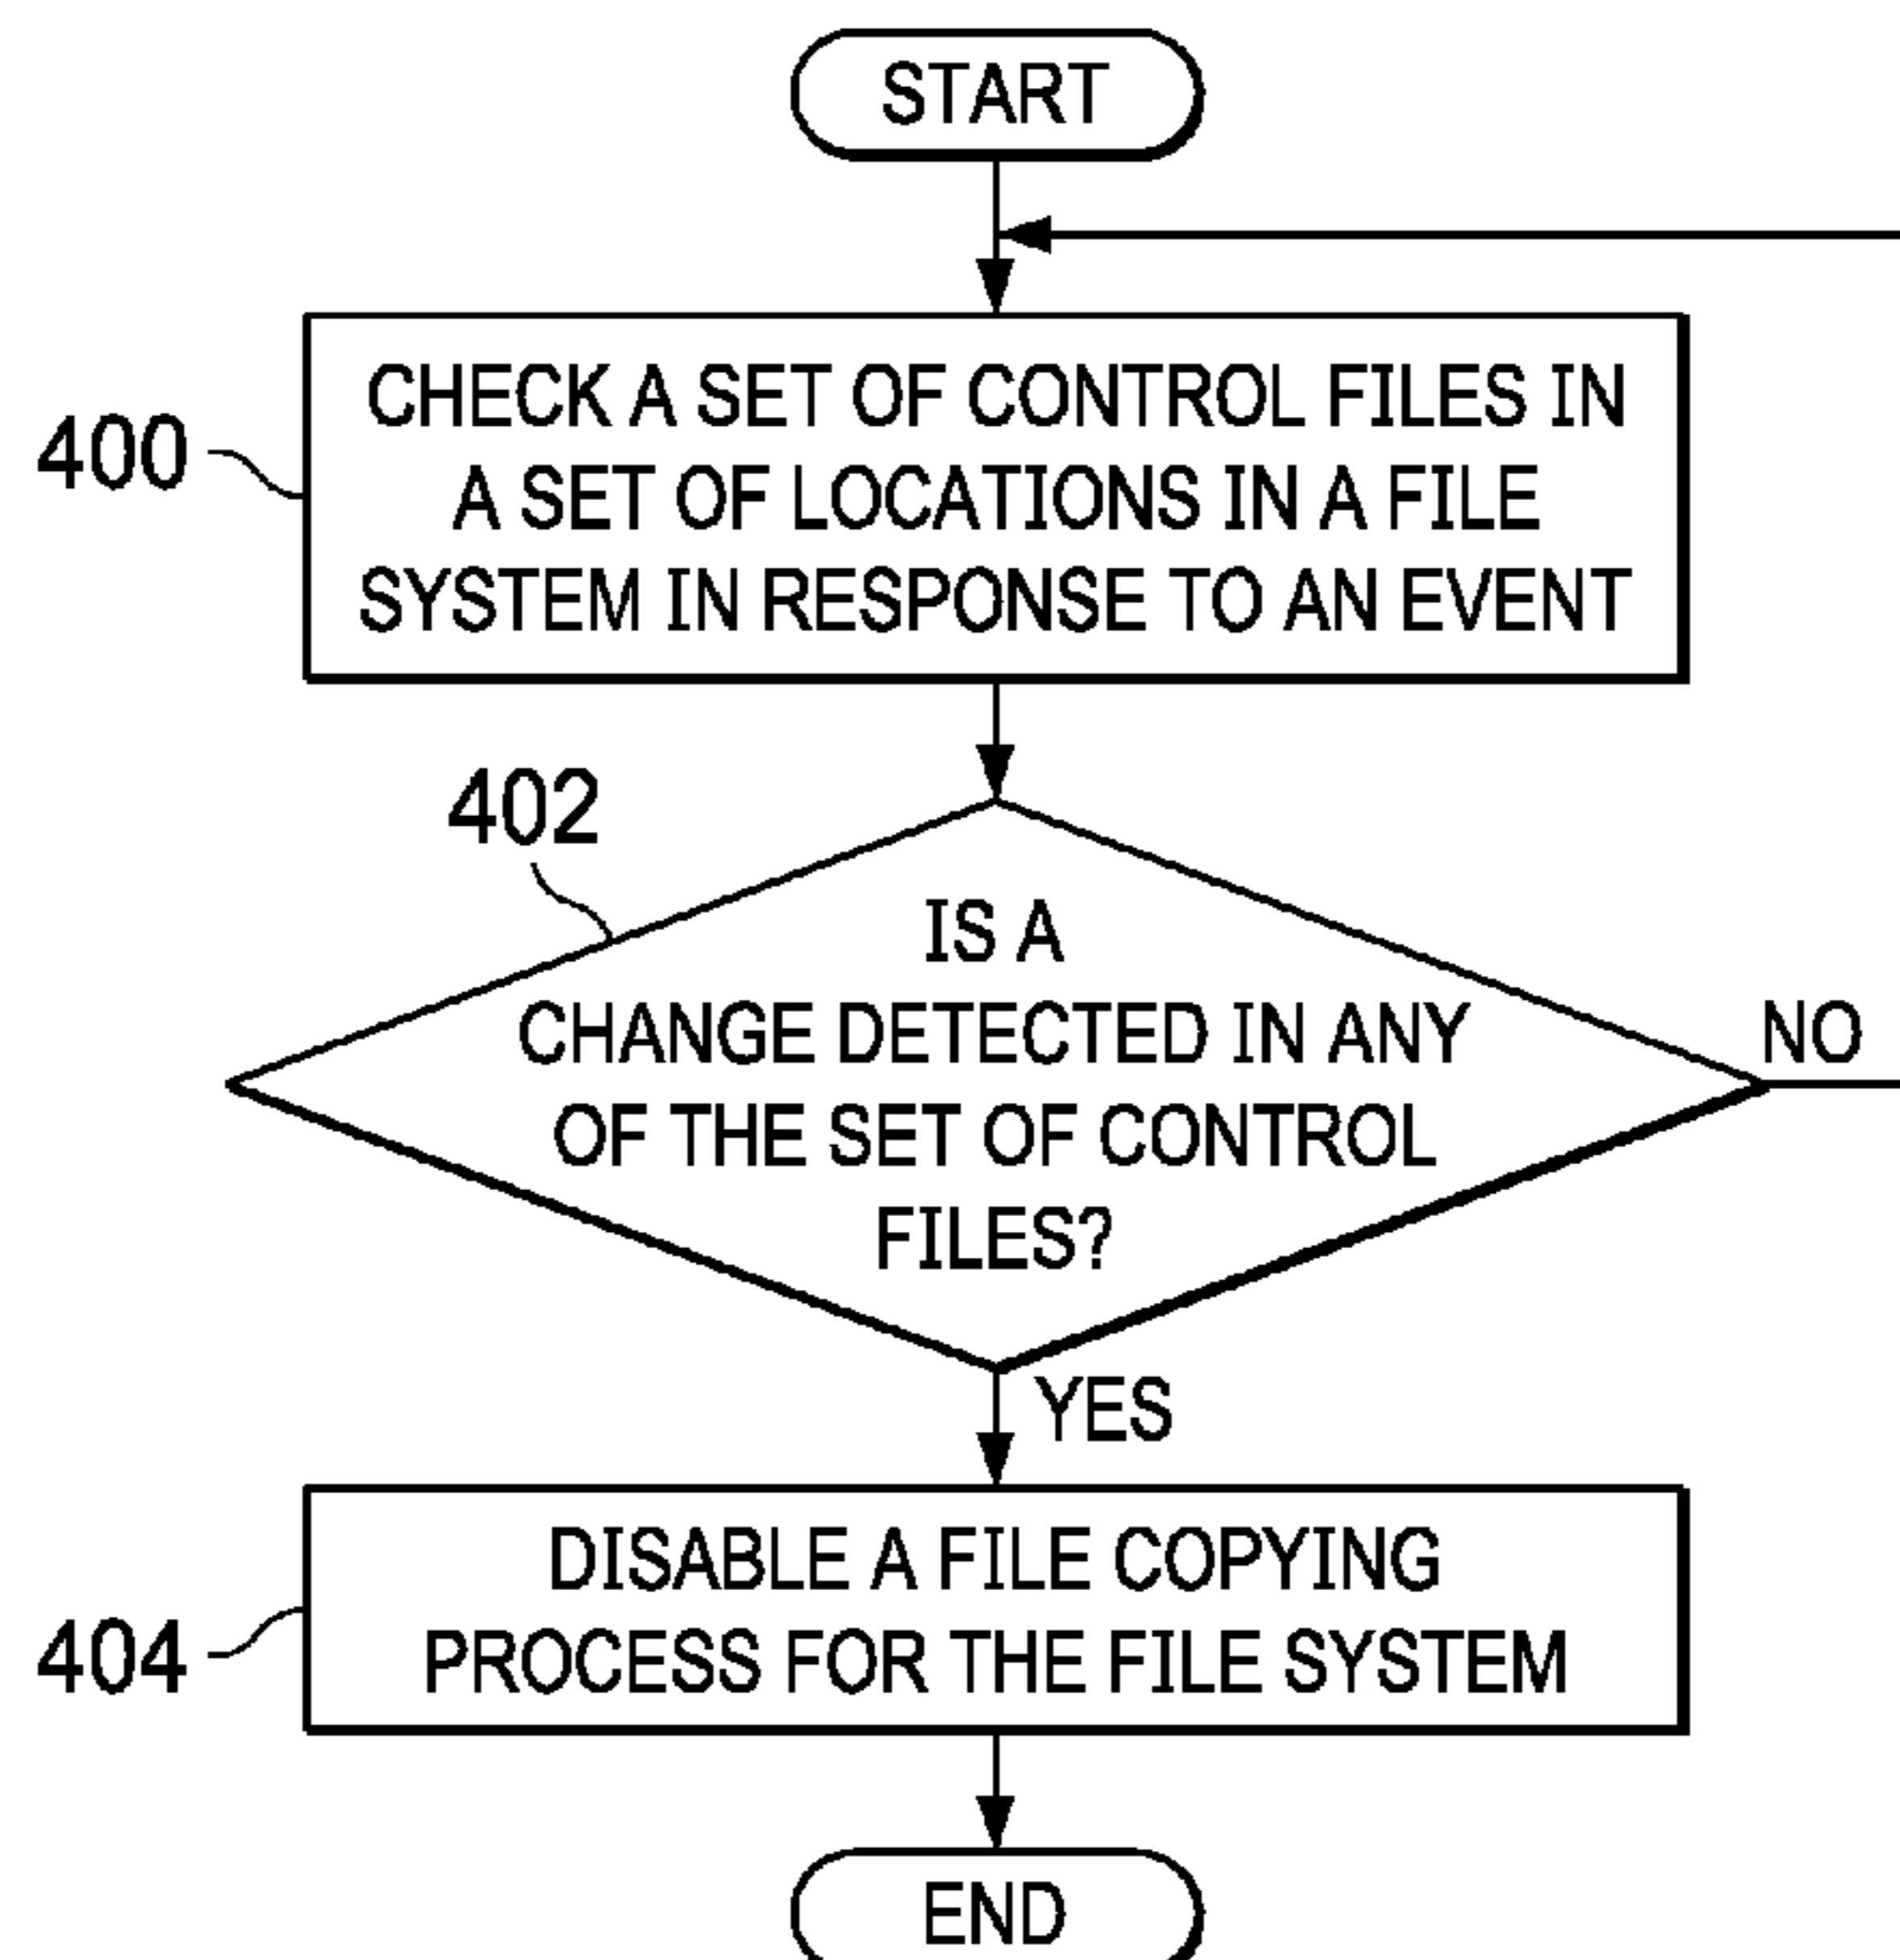 START
400
CHECK A SET OF CONTROL FILES IN
A SET OF LOCATIONS IN A FILE
SYSTEM IN RESPONSE TO AN EVENT
402
IS A
CHANGE DETECTED IN ANY
OF THE SET OF CONTROL
FILES?
NO
YES
404
DISABLE A FILE COPYING
PROCESS FOR THE FILE SYSTEM
END